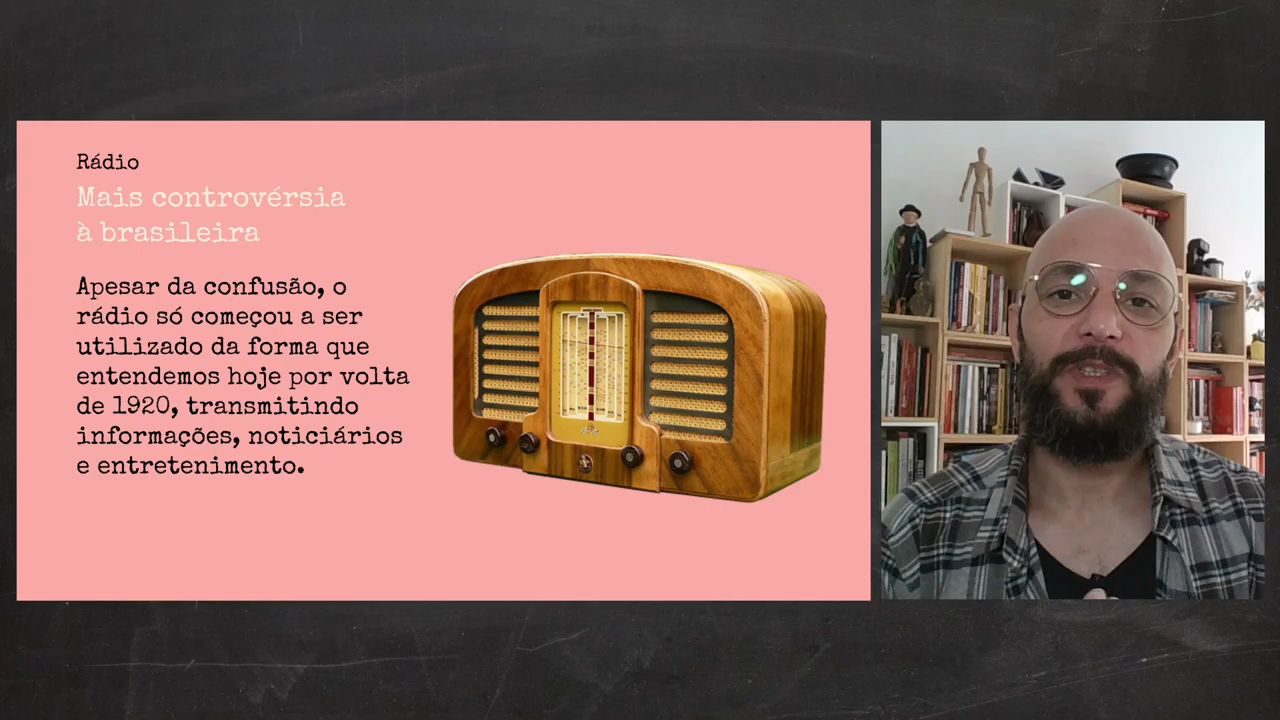 Rádio
Mais controvérsia
à brasileira
Apesar da confusão, o
rádio só começou a ser
utilizado da forma que
entendemos hoje por volta
de 1920, transmitindo
informações, noticiários
e entretenimento.